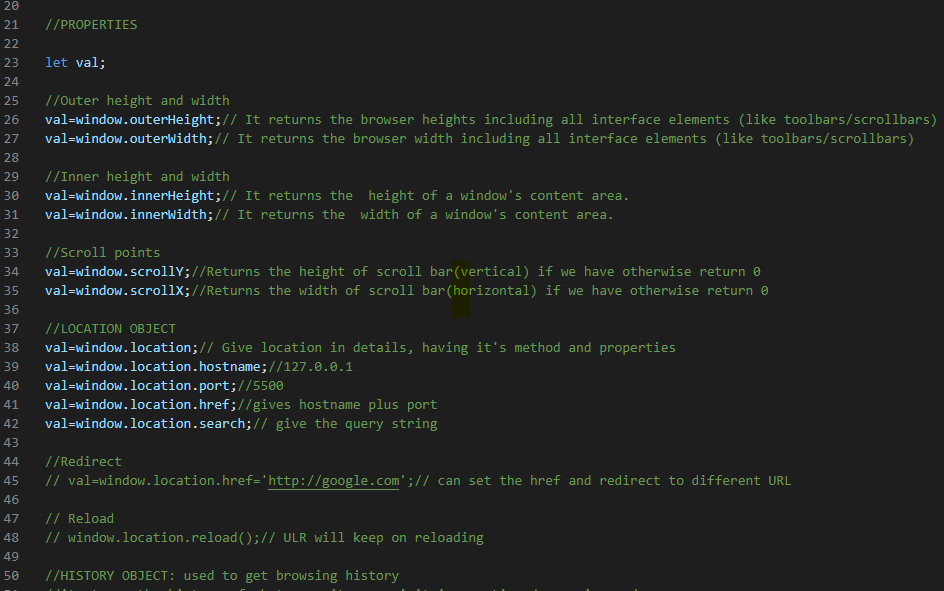 20
21 //PROPERTIES
22
23 let val;
24
25 //Outer height and width
26 val=window.outerHeight;// It returns the browser heights including all interface elements (like toolbars/scrollbars)
27 val=window.outerWidth;// It returns the browser width including all interface elements (like toolbars/scrollbars)
28
29 //Inner height and width
30 val=window.innerHeight;// It returns the  height of a window's content area.
31 val=window.innerWidth;// It returns the  width of a window's content area.
32
33 //Scroll points
34 val=window.scrollY;//Returns the height of scroll bar(vertical) if we have otherwise return 0
35 val=window.scrollX;//Returns the width of scroll bar(horizontal) if we have otherwise return 0
36
37 //LOCATION OBJECT
38 val=window.location;// Give location in details, having it's method and properties
39 val=window.location.hostname;//127.0.0.1
40 val=window.location.port;//5500
41 val=window.location.href;//gives hostname plus port
42 val=window.location.search;// give the query string
43
44 //Redirect
45 // val=window.location.href='http://google.com';// can set the href and redirect to different URL
46
47 // Reload
48 // window.location.reload();// ULR will keep on reloading
49
50 //HISTORY OBJECT: used to get browsing history